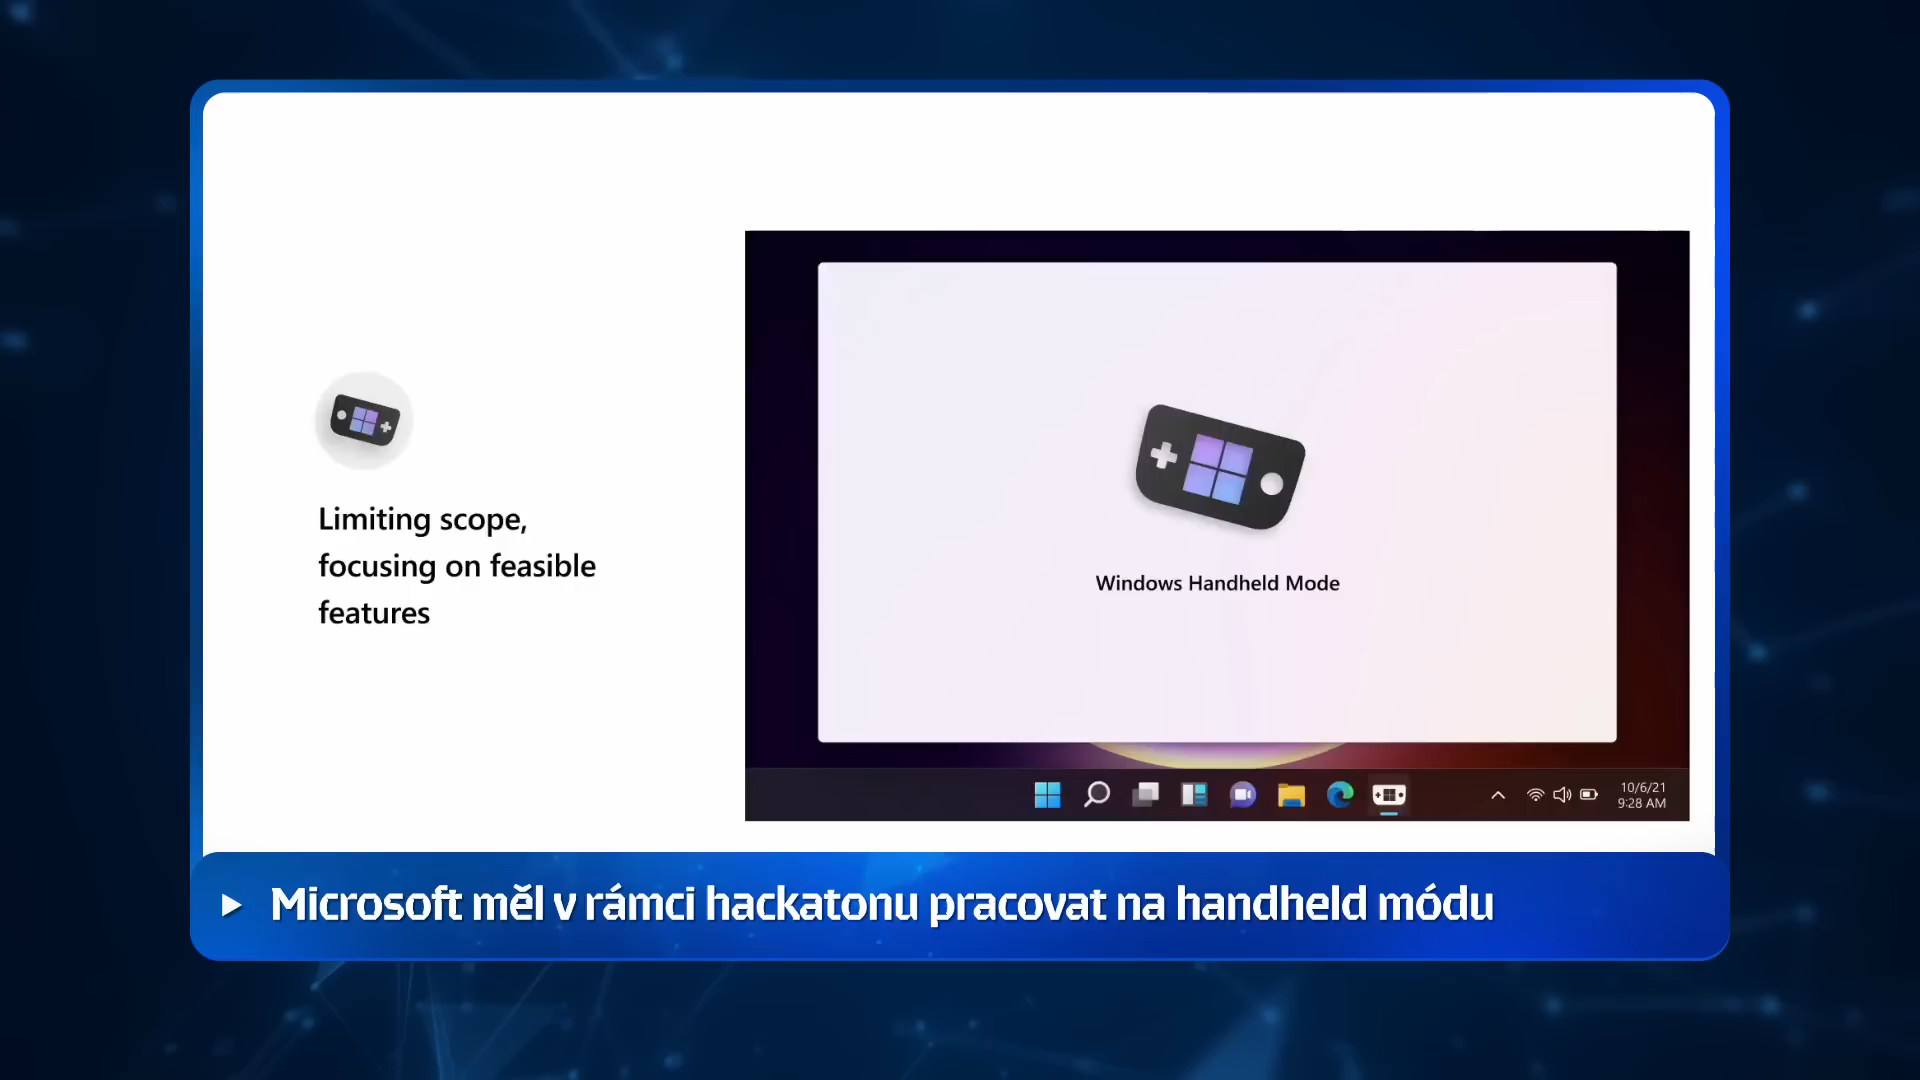 Limiting scope,
focusing on feasible
features
Windows Handheld Mode
10/6/21
9:28 AM
Microsoft měl v rámci hackatonu pracovat na handheld módu